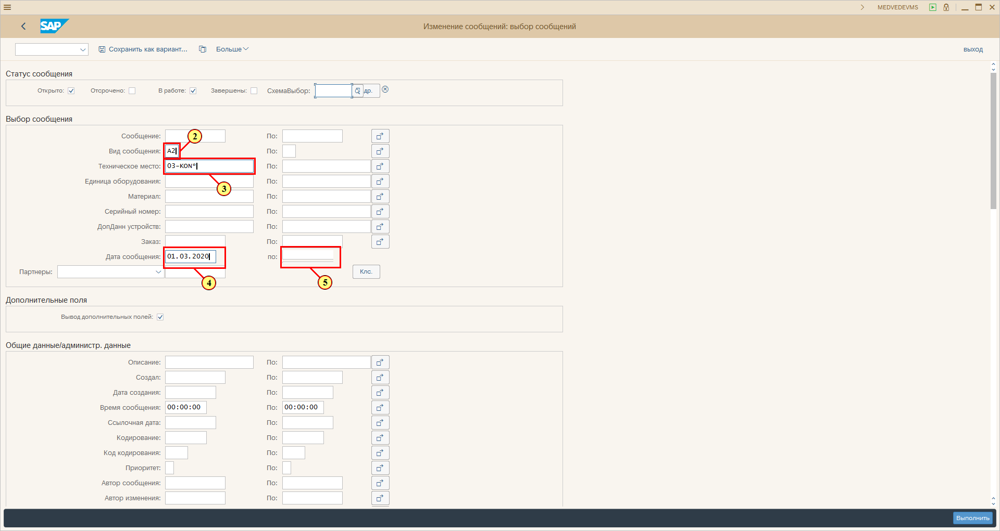 MEDVEDEVMS
SAP
Изменение сообщений: выбор сообщений
Сохранить как вариант...
Больше
выход
Статус сообщения
Открыто:
Отсрочено:
В работе:
Завершены:
СхемаВыбор:
др.
Выбор сообщения
Сообщение:
2
По:
Вид сообщения:
A2
По:
Техническое место:
03-KON*
По:
Единица оборудования:
3
По:
Материал:
По:
Серийный номер:
По:
ДопДанн устройств:
По:
Заказ:
По:
Дата сообщения:
01.03.2020
по:
Партнеры:
Клс.
4
5
Дополнительные поля
Вывод дополнительных полей:
Общие данные/администр. данные
Описание:
По:
Создал:
По:
Дата создания:
По:
Время сообщения:
00:00:00
По:
00:00:00
Ссылочная дата:
По:
Кодирование:
По:
Код кодирования:
По:
Приоритет:
По:
Автор сообщения:
По:
Автор изменения:
По:
Выполнить